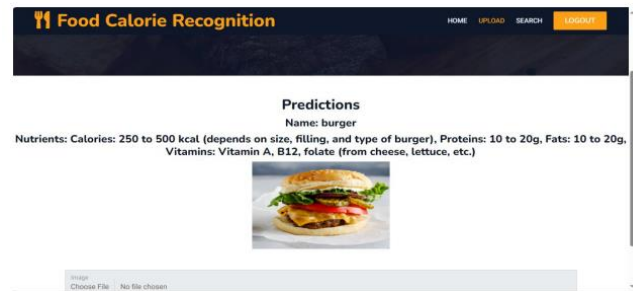 Food Calorie Recognition
HOME UPLOAD SEARCH LOGOUT
Predictions
Name: burger
Nutrients: Calories: 250 to 500 kcal (depends on size, filling, and type of burger), Proteins: 10 to 20g, Fats: 10 to 20g,
Vitamins: Vitamin A, B12, folate (from cheese, lettuce, etc.)
Image
Choose File No file chosen